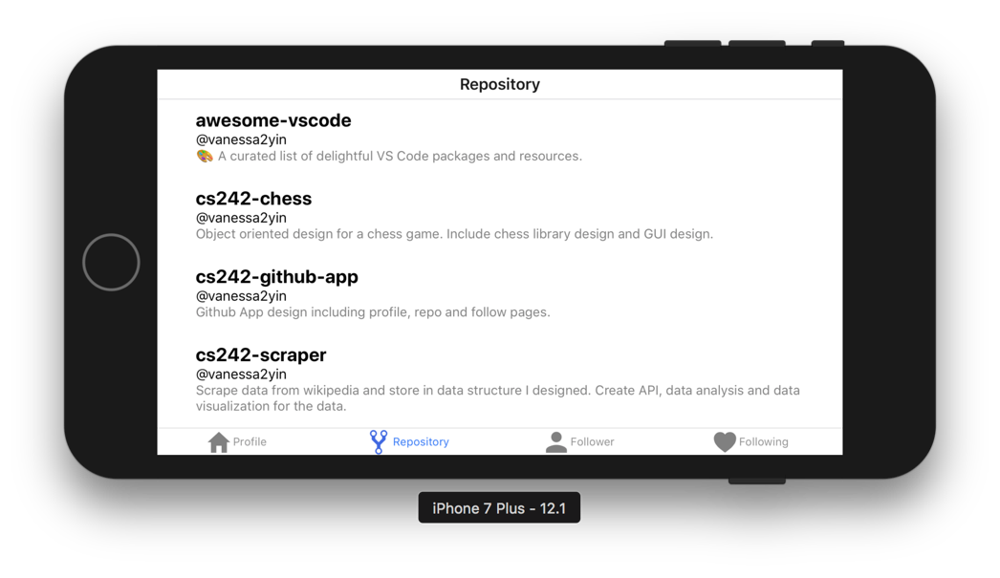 Repository
awesome-vscode
@vanessa2yin
🎨 A curated list of delightful VS Code packages and resources.
cs242-chess
@vanessa2yin
Object oriented design for a chess game. Include chess library design and GUI design.
cs242-github-app
@vanessa2yin
Github App design including profile, repo and follow pages.
cs242-scraper
@vanessa2yin
Scrape data from wikipedia and store in data structure I designed. Create API, data analysis and data
visualization for the data.
Profile Repository Follower Following
iPhone 7 Plus - 12.1